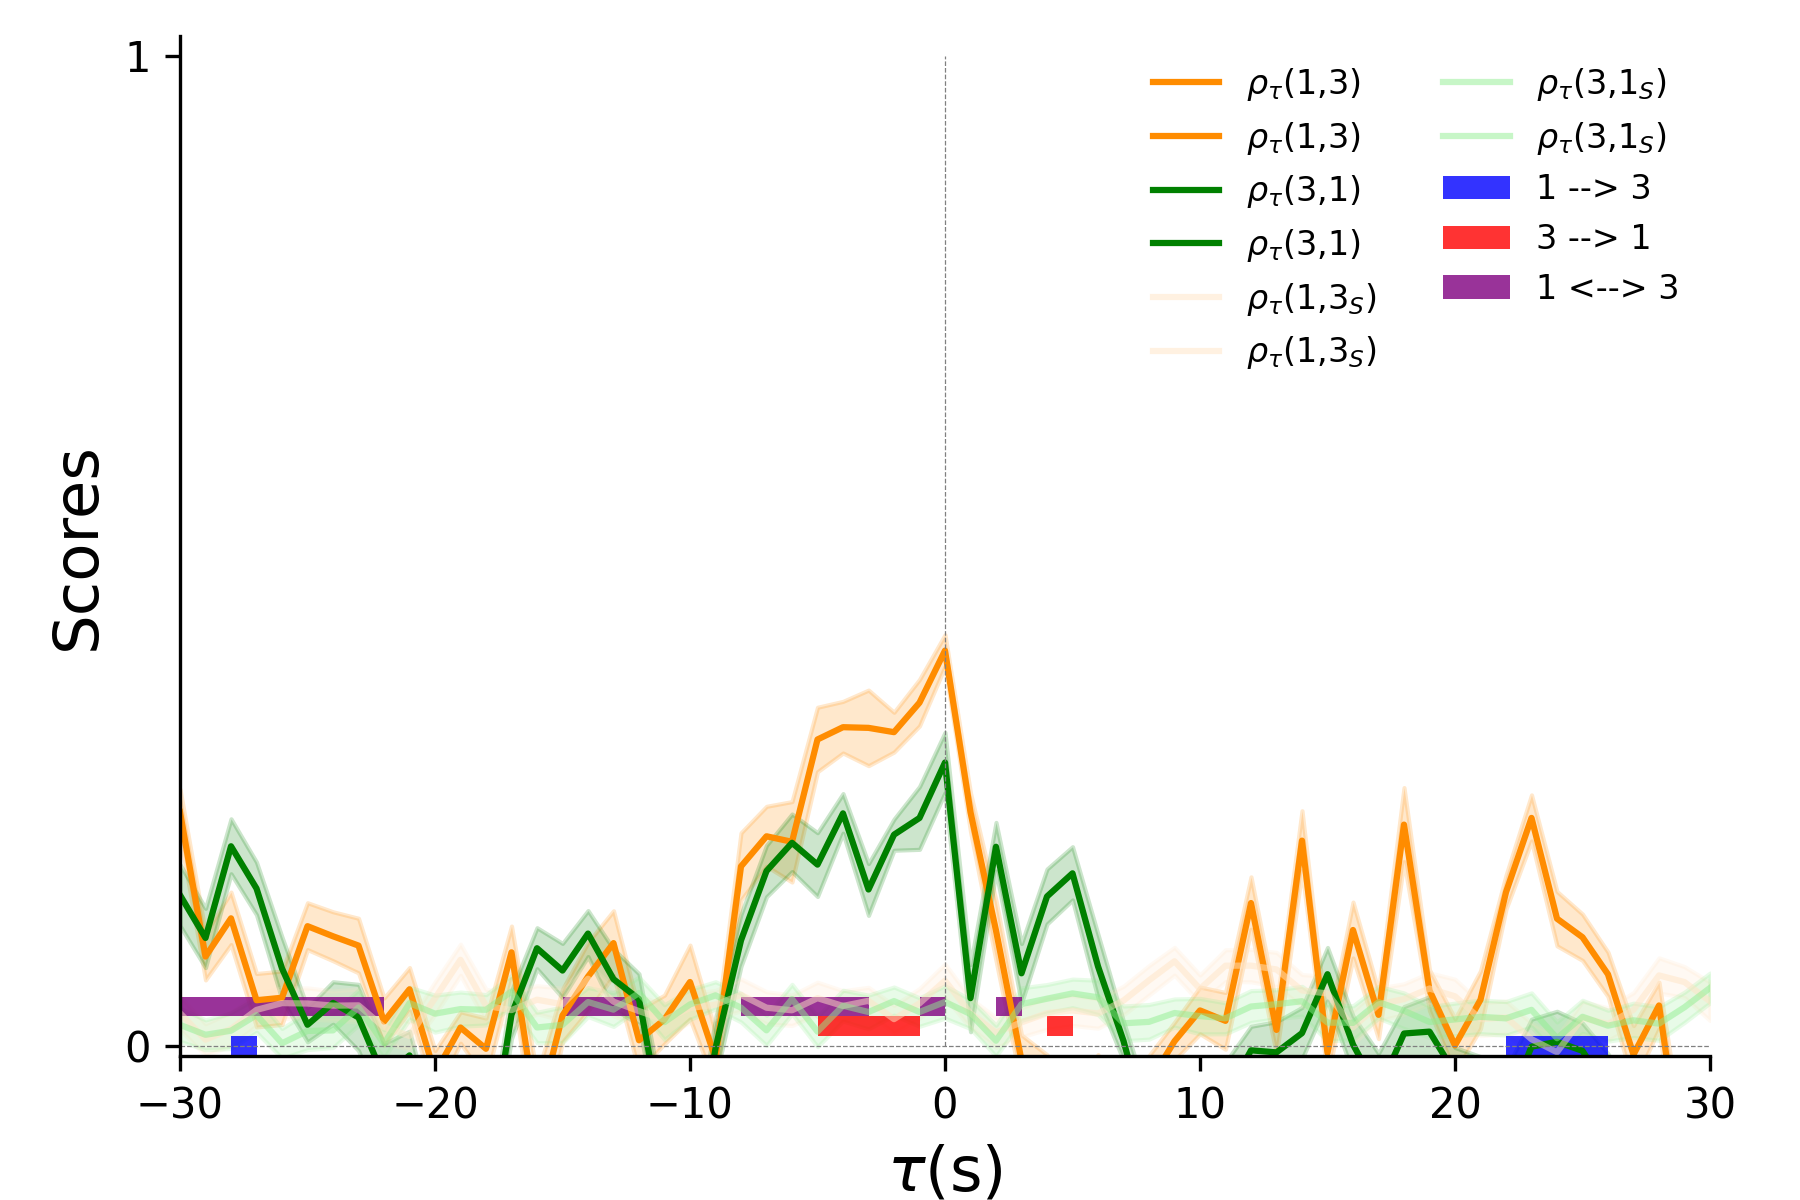 1
ρτ(1,3)
ρτ(1,3)
ρτ(3,1)
ρτ(3,1)
ρτ(1,3S)
ρτ(1,3S)
ρτ(3,1S)
ρτ(3,1S)
1 --> 3
3 --> 1
1 <--> 3
Scores
0
−30 −20 −10 0 10 20 30
τ(s)